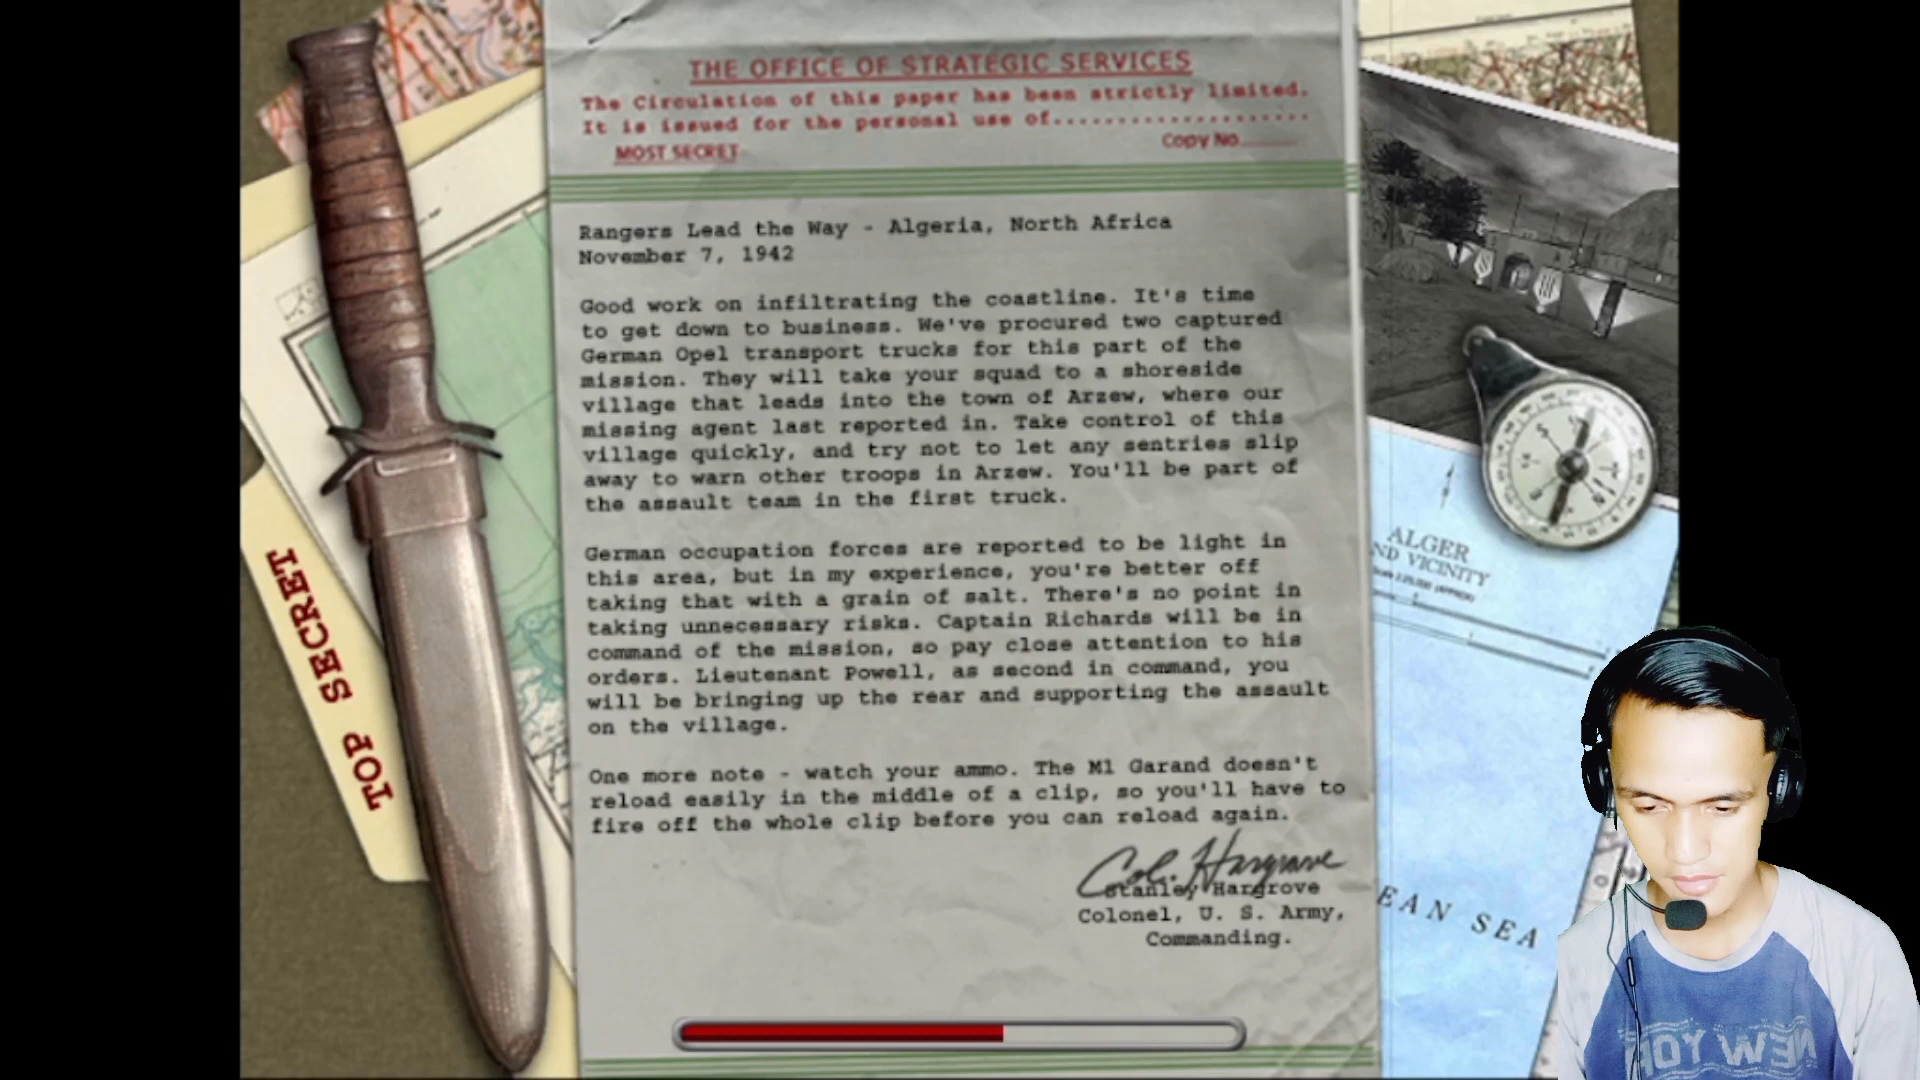 THE OFFICE OF STRATEGIC SERVICES
The Circulation of this paper has been strictly limited.
It is issued for the personal use of....................
MOST SECRET
Copy No.........
Rangers Lead the Way - Algeria, North Africa
November 7, 1942
Good work on infiltrating the coastline. It's time
to get down to business. We've procured two captured
German Opel transport trucks for this part of the
mission. They will take your squad to a shoreside
village that leads into the town of Arzew, where our
missing agent last reported in. Take control of this
village quickly, and try not to let any sentries slip
away to warn other troops in Arzew. You'll be part of
the assault team in the first truck.
German occupation forces are reported to be light in
this area, but in my experience, you're better off
taking that with a grain of salt. There's no point in
taking unnecessary risks. Captain Richards will be in
command of the mission, so pay close attention to his
orders. Lieutenant Powell, as second in command, you
will be bringing up the rear and supporting the assault
on the village.
One more note - watch your ammo. The M1 Garand doesn't
reload easily in the middle of a clip, so you'll have to
fire off the whole clip before you can reload again.
Col. Hargrove
Stanley Hargrove
Colonel, U. S. Army,
Commanding.
TOP SECRET
ALGER
ND VICINITY
EAN SEA
NEW YOR